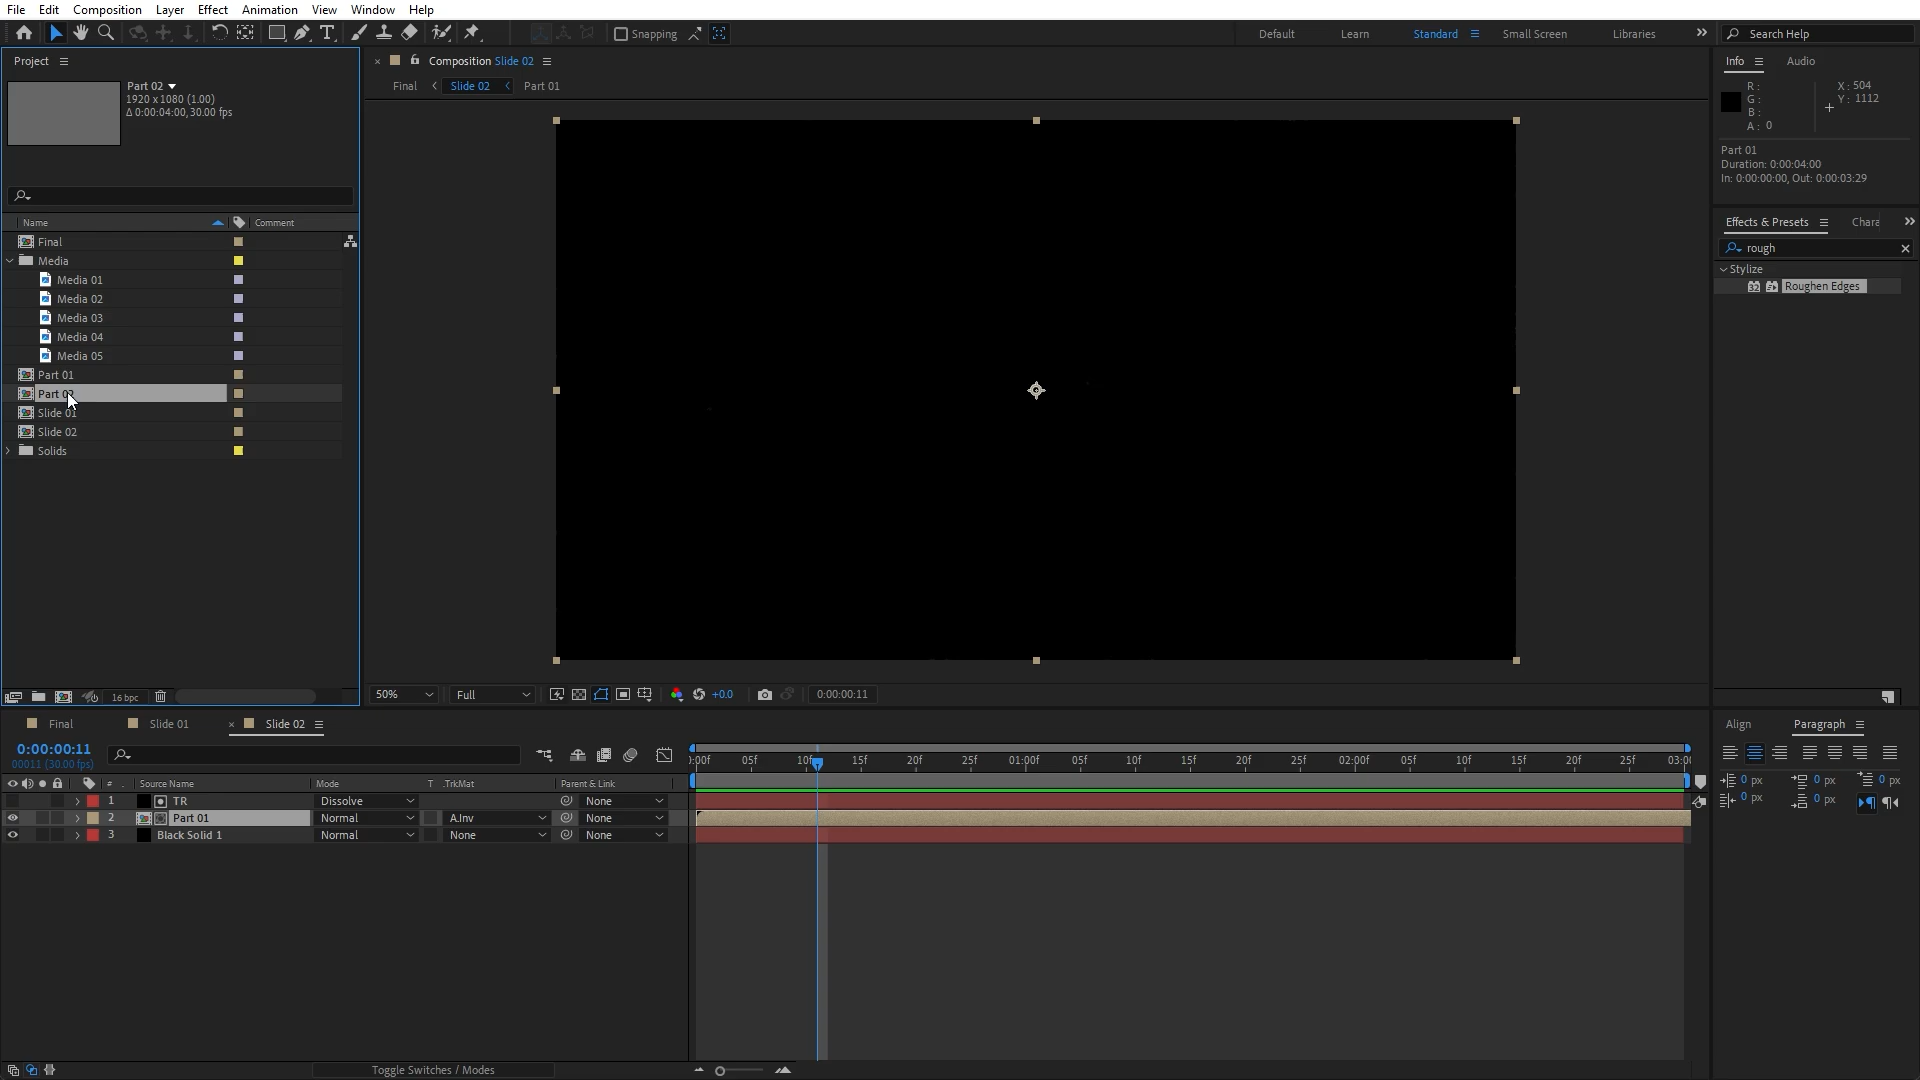 File Edit Composition Layer Effect Animation View Window Help
Snapping
Default Learn Standard Small Screen Libraries
Search Help
Project
Part 02
1920 x 1080 (1.00)
Δ 0:00:04:00, 30.00 fps
Name Comment
Final
Media
Media 01
Media 02
Media 03
Media 04
Media 05
Part 01
Part 02
Slide 01
Slide 02
Solids
16 bpc
Composition Slide 02
Final Slide 02 Part 01
50% Full +0.0 0:00:00:11
Info Audio
R:
G:
B:
A: 0
X: 504
Y: 1112
Part 01
Duration: 0:00:04:00
In: 0:00:00:00, Out: 0:00:03:29
Effects & Presets Chara
rough
Stylize
32 Roughen Edges
Final Slide 01 Slide 02
0:00:00:11
00011 (30.00 fps)
:00f 05f 10f 15f 20f 25f 01:00f 05f 10f 15f 20f 25f 02:00f 05f 10f 15f 20f 25f 03:00
# . Source Name Mode T .TrkMat Parent & Link
1 TR Dissolve None
2 Part 01 Normal A.Inv None
3 Black Solid 1 Normal None None
Toggle Switches / Modes
Align Paragraph
0 px 0 px 0 px
0 px 0 px